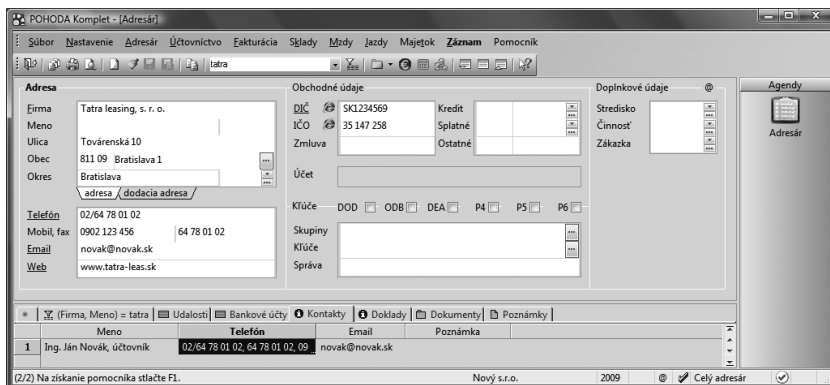 POHODA Komplet - [Adresár]
Súbor Nastavenie Adresár Účtovníctvo Fakturácia Sklady Mzdy Jazdy Majetok Záznam Pomocník
tatra
Adresa
Firma Tatra leasing, s. r. o.
Meno
Ulica Továrenská 10
Obec 811 09 Bratislava 1
Okres Bratislava
adresa dodacia adresa
Telefón 02/64 78 01 02
Mobil, fax 0902 123 456 64 78 01 02
Email novak@novak.sk
Web www.tatra-leas.sk
Obchodné údaje
DIČ SK1234569 Kredit
IČO 35 147 258 Splatné
Zmluva Ostatné
Účet
Kľúče DOD ODB DEA P4 P5 P6
Skupiny
Kľúče
Správa
Doplnkové údaje @
Stredisko
Činnosť
Zákazka
Agendy
Adresár
* (Firma, Meno) = tatra Udalosti Bankové účty Kontakty Doklady Dokumenty Poznámky
Meno Telefón Email Poznámka
1 Ing. Ján Novák, účtovník 02/64 78 01 02, 64 78 01 02, 09 ... novak@novak.sk
(2/2) Na získanie pomocníka stlačte F1. Nový s.r.o. 2009 @ Celý adresár